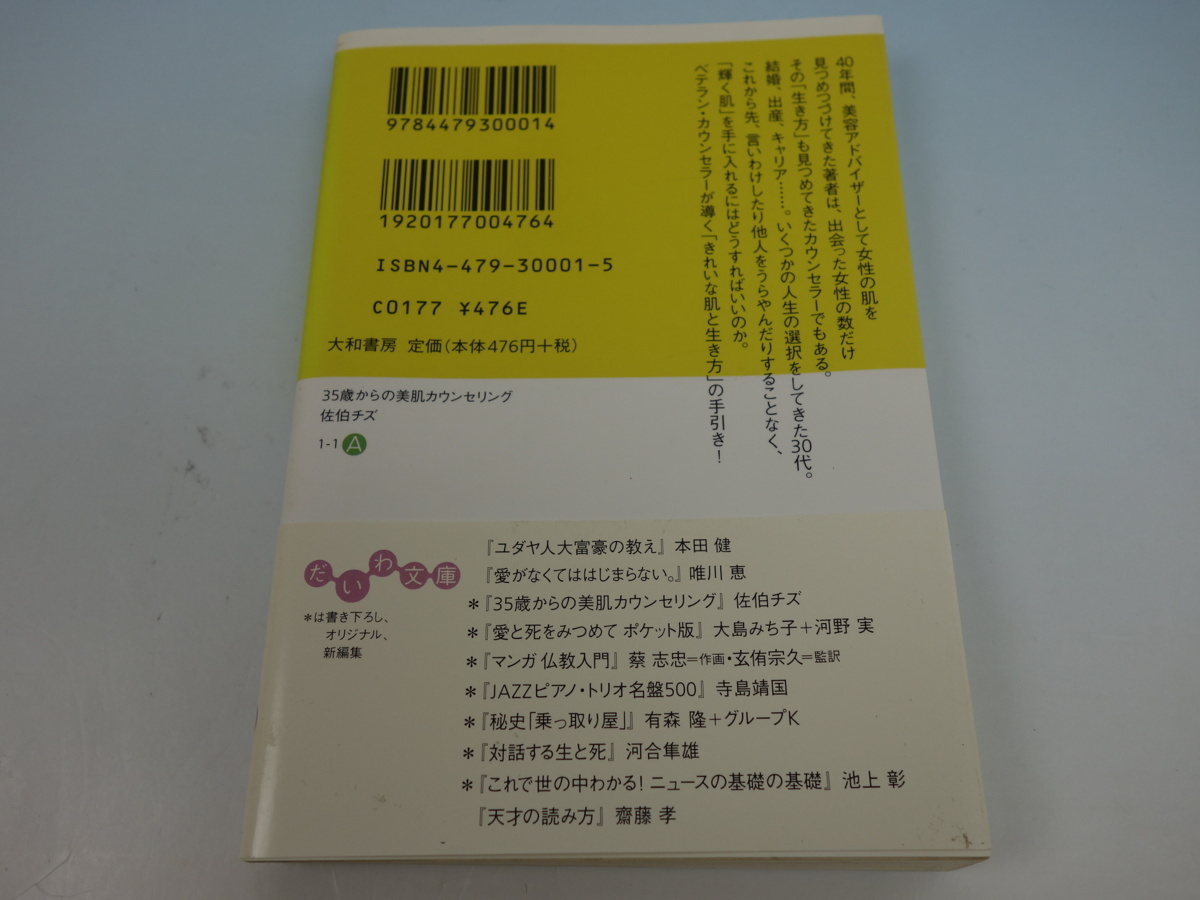 40年間、美容アドバイザーとして女性の肌を
見つめつづけてきた著者は、出会った女性の数だけ
その「生き方」も見つめてきたカウンセラーでもある。
結婚、出産、キャリア……。いくつかの人生の選択をしてきた30代。
これから先、言いわけしたり他人をうらやんだりすることなく、
「輝く肌」を手に入れるにはどうすればいいのか。
ベテラン・カウンセラーが導く「きれいな肌と生き方」の手引き！
9784479300014
1920177004764
ISBN4-479-30001-5
C0177 ¥476E
大和書房 定価(本体476円+税)
35歳からの美肌カウンセリング
佐伯チズ
1-1 A
だいわ文庫
*は書き下ろし、
オリジナル、
新編集
『ユダヤ人大富豪の教え』 本田 健
『愛がなくてははじまらない。』 唯川 恵
*『35歳からの美肌カウンセリング』 佐伯チズ
*『愛と死をみつめて ポケット版』 大島みち子+河野 実
*『マンガ 仏教入門』 蔡 志忠=作画・玄侑宗久=監訳
*『JAZZピアノ・トリオ名盤500』 寺島靖国
*『秘史「乗っ取り屋」』 有森 隆+グループK
*『対話する生と死』 河合隼雄
*『これで世の中わかる! ニュースの基礎の基礎』 池上 彰
『天才の読み方』 齋藤 孝